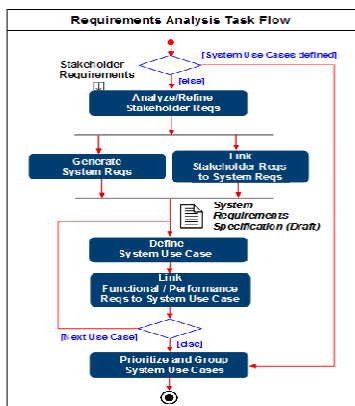 Requirements Analysis Task Flow
[System Use Cases defined]
Stakeholder
Requirements
[else]
Analyze/Refine
Stakeholder Reqs
Generate
System Reqs
Link
Stakeholder Reqs
to System Reqs
System
Requirements
Specification (Draft)
Define
System Use Case
Link
Functional / Performance
Reqs to System Use Case
[Next Use Case]
[else]
Prioritize and Group
System Use Cases